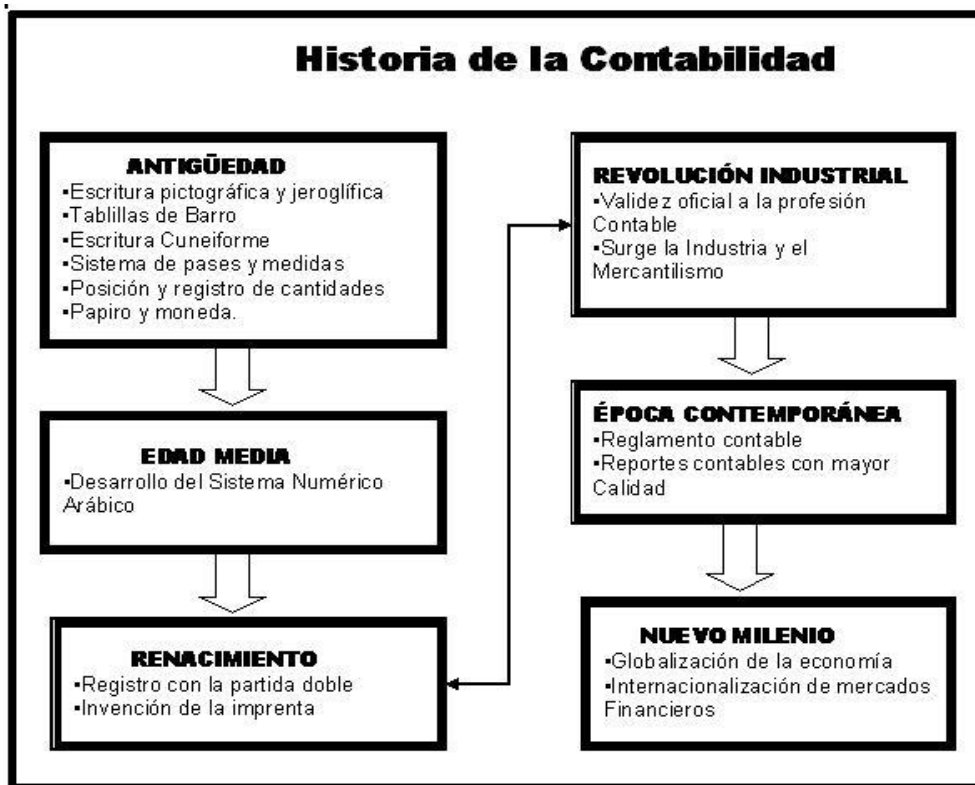 Historia de la Contabilidad
ANTIGÜEDAD
▪Escritura pictográfica y jeroglífica
▪Tablillas de Barro
▪Escritura Cuneiforme
▪Sistema de pases y medidas
▪Posición y registro de cantidades
▪Papiro y moneda.
EDAD MEDIA
▪Desarrollo del Sistema Numérico
Arábico
RENACIMIENTO
▪Registro con la partida doble
▪Invención de la imprenta
REVOLUCIÓN INDUSTRIAL
▪Validez oficial a la profesión
Contable
▪Surge la Industria y el
Mercantilismo
ÉPOCA CONTEMPORÁNEA
▪Reglamento contable
▪Reportes contables con mayor
Calidad
NUEVO MILENIO
▪Globalización de la economía
▪Internacionalización de mercados
Financieros